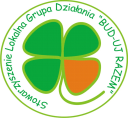 Stowarzyszenie Lokalna Grupa Działania "BUD-UJ RAZEM"